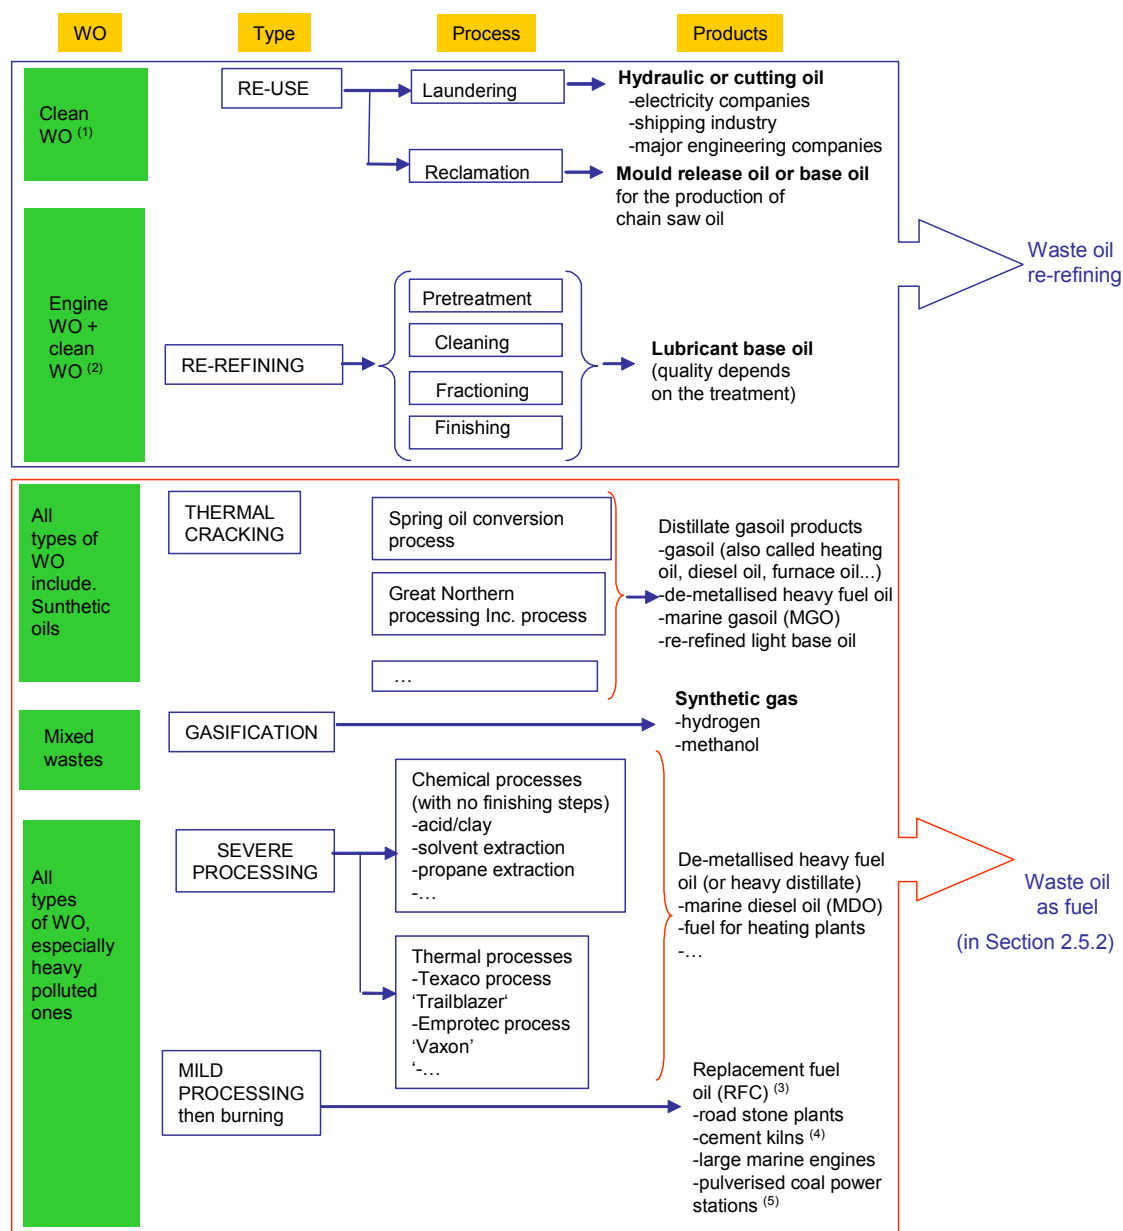 WO
Type
Process
Products
Clean
WO (1)
RE-USE
Laundering
Hydraulic or cutting oil
-electricity companies
-shipping industry
-major engineering companies
Reclamation
Mould release oil or base oil
for the production of
chain saw oil
Waste oil
re-refining
Engine
WO +
clean
WO (2)
RE-REFINING
Pretreatment
Cleaning
Fractioning
Finishing
Lubricant base oil
(quality depends
on the treatment)
All
types of
WO
include.
Sunthetic
oils
THERMAL
CRACKING
Spring oil conversion
process
Great Northern
processing Inc. process
…
Distillate gasoil products
-gasoil (also called heating
oil, diesel oil, furnace oil...)
-de-metallised heavy fuel oil
-marine gasoil (MGO)
-re-refined light base oil
Mixed
wastes
GASIFICATION
Synthetic gas
-hydrogen
-methanol
All
types
of WO,
especially
heavy
polluted
ones
SEVERE
PROCESSING
Chemical processes
(with no finishing steps)
-acid/clay
-solvent extraction
-propane extraction
-…
Thermal processes
-Texaco process
‘Trailblazer‘
-Emprotec process
‘Vaxon’
‘-…
De-metallised heavy fuel
oil (or heavy distillate)
-marine diesel oil (MDO)
-fuel for heating plants
-…
MILD
PROCESSING
then burning
Replacement fuel
oil (RFC) (3)
-road stone plants
-cement kilns (4)
-large marine engines
-pulverised coal power
stations (5)
Waste oil
as fuel
(in Section 2.5.2)